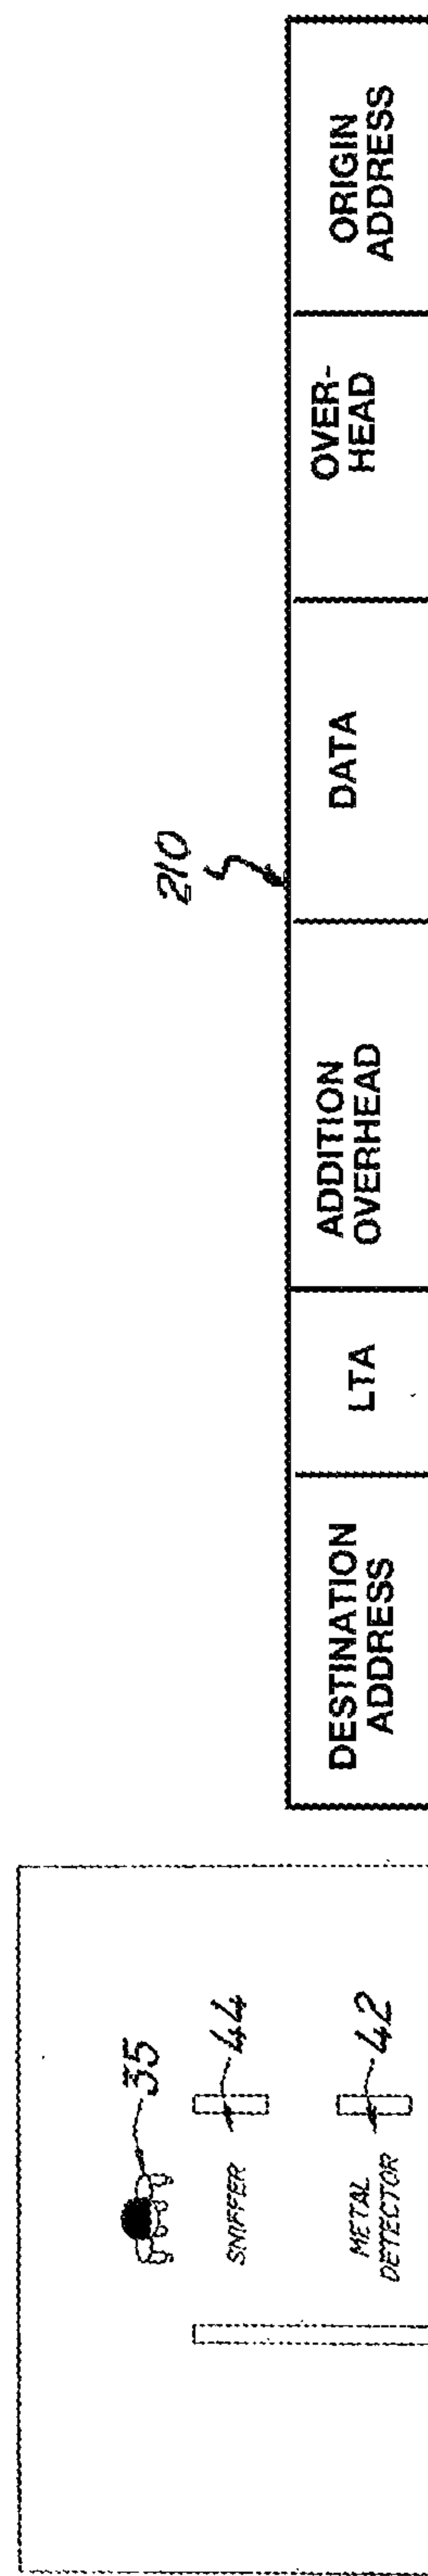 210
DESTINATION
ADDRESS
LTA
ADDITION
OVERHEAD
DATA
OVER-
HEAD
ORIGIN
ADDRESS
35
SNIFFER
44
METAL
DETECTOR
42